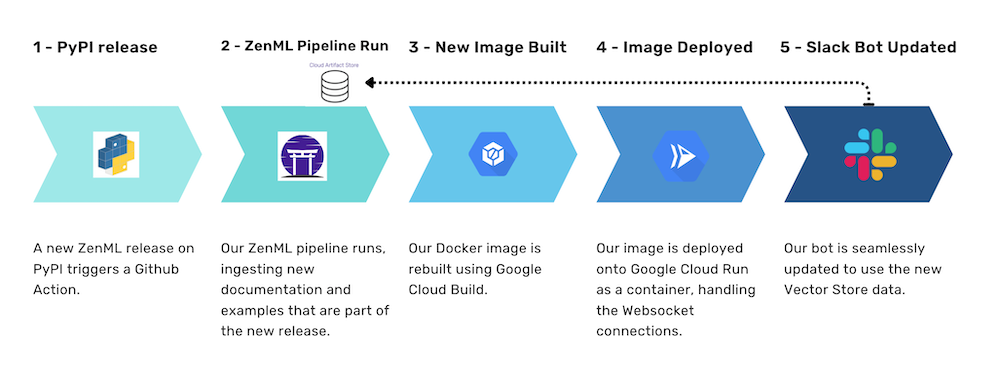 1 - PyPI release
2 - ZenML Pipeline Run
3 - New Image Built
4 - Image Deployed
5 - Slack Bot Updated
Cloud Artifact Store
A new ZenML release on
PyPI triggers a Github
Action.
Our ZenML pipeline runs,
ingesting new
documentation and
examples that are part of
the new release.
Our Docker image is
rebuilt using Google
Cloud Build.
Our image is deployed
onto Google Cloud Run
as a container, handling
the Websocket
connections.
Our bot is seamlessly
updated to use the new
Vector Store data.